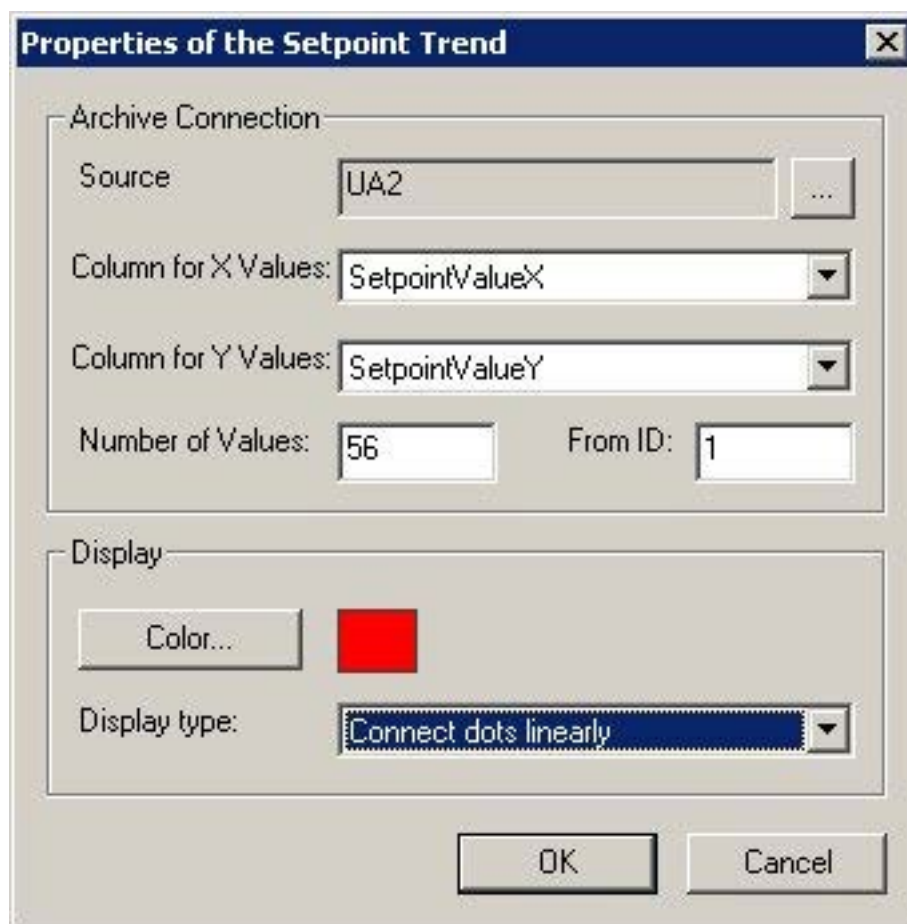 Properties of the Setpoint Trend
Archive Connection
Source UA2 ...
Column for X Values: SetpointValueX
Column for Y Values: SetpointValueY
Number of Values: 56 From ID: 1
Display
Color...
Display type: Connect dots linearly
OK Cancel